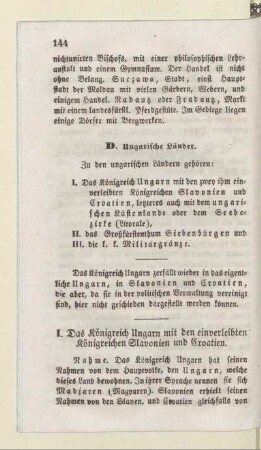 144
nichtunirten Bischofs, mit einer philosophischen Lehr-
anstalt und einem Gymnasium. Der Handel ist nicht
ohne Belang. Suczawa, Stadt, einst Haupt-
stadt der Moldau mit vielen Gärbern, Webern, und
und einigem Handel. Radautz oder Fradautz, Markt
mit einem landesfürstl. Pferdgestüte. Im Gebirge liegen
einige Dörfer mit Bergwerken.
D. Ungarische Länder.
Zu den ungarischen Ländern gehören:
I. Das Königreich Ungarn mit den zwey ihm ein-
verleibten Königreichen Slavonien und
Croatien, letzteres auch mit dem ungari-
schen Küstenlande oder dem Seebe-
zirke (Litorale),
II. das Großfürstenthum Siebenbürgen und
III. die k. k. Militärgränze.
Das Königreich Ungarn zerfällt wieder in das eigent-
liche Ungarn, in Slavonien und Croatien,
die aber, da sie in der politischen Verwaltung vereinigt
sind, hier nicht geschieden dargestellt werden können.
I. Das Königreich Ungarn mit den einverleibten
Königreichen Slavonien und Croatien.
Nahme. Das Königreich Ungarn hat seinen
Nahmen von dem Hauptvolke, den Ungarn, welche
dieses Land bewohnen. In ihrer Sprache nennen sie sich
Madjaren (Magyaren). Slavonien erhielt seinen
Nahmen von den Slaven, und Croatien gleichfalls von